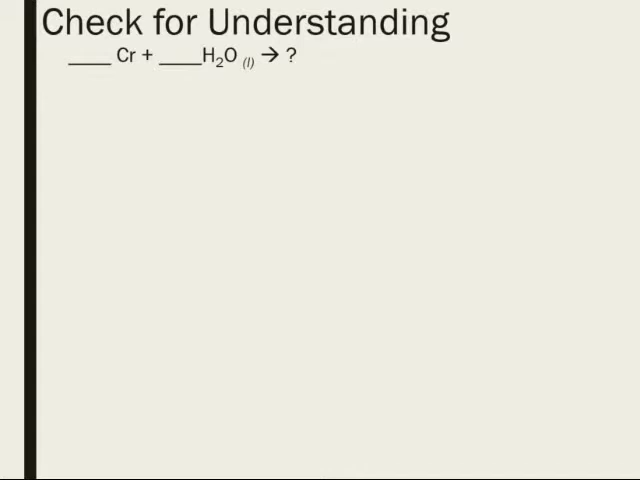 Check for Understanding
____ Cr + ____H₂O (l) → ?